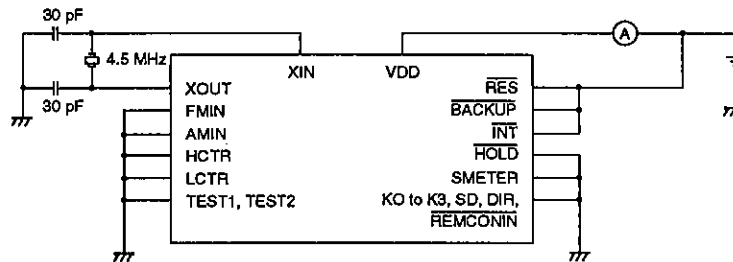 30 pF
4.5 MHz
30 pF
A
XIN
VDD
XOUT
FMIN
AMIN
HCTR
LCTR
TEST1, TEST2
RES
BACKUP
INT
HOLD
SMETER
KO to K3, SD, DIR,
REMCONIN